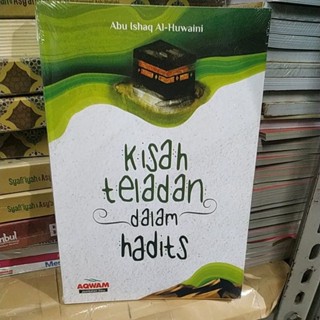 Abu Ishaq Al-Huwaini
kisah
teladan
dalam
hadits
AQWAM